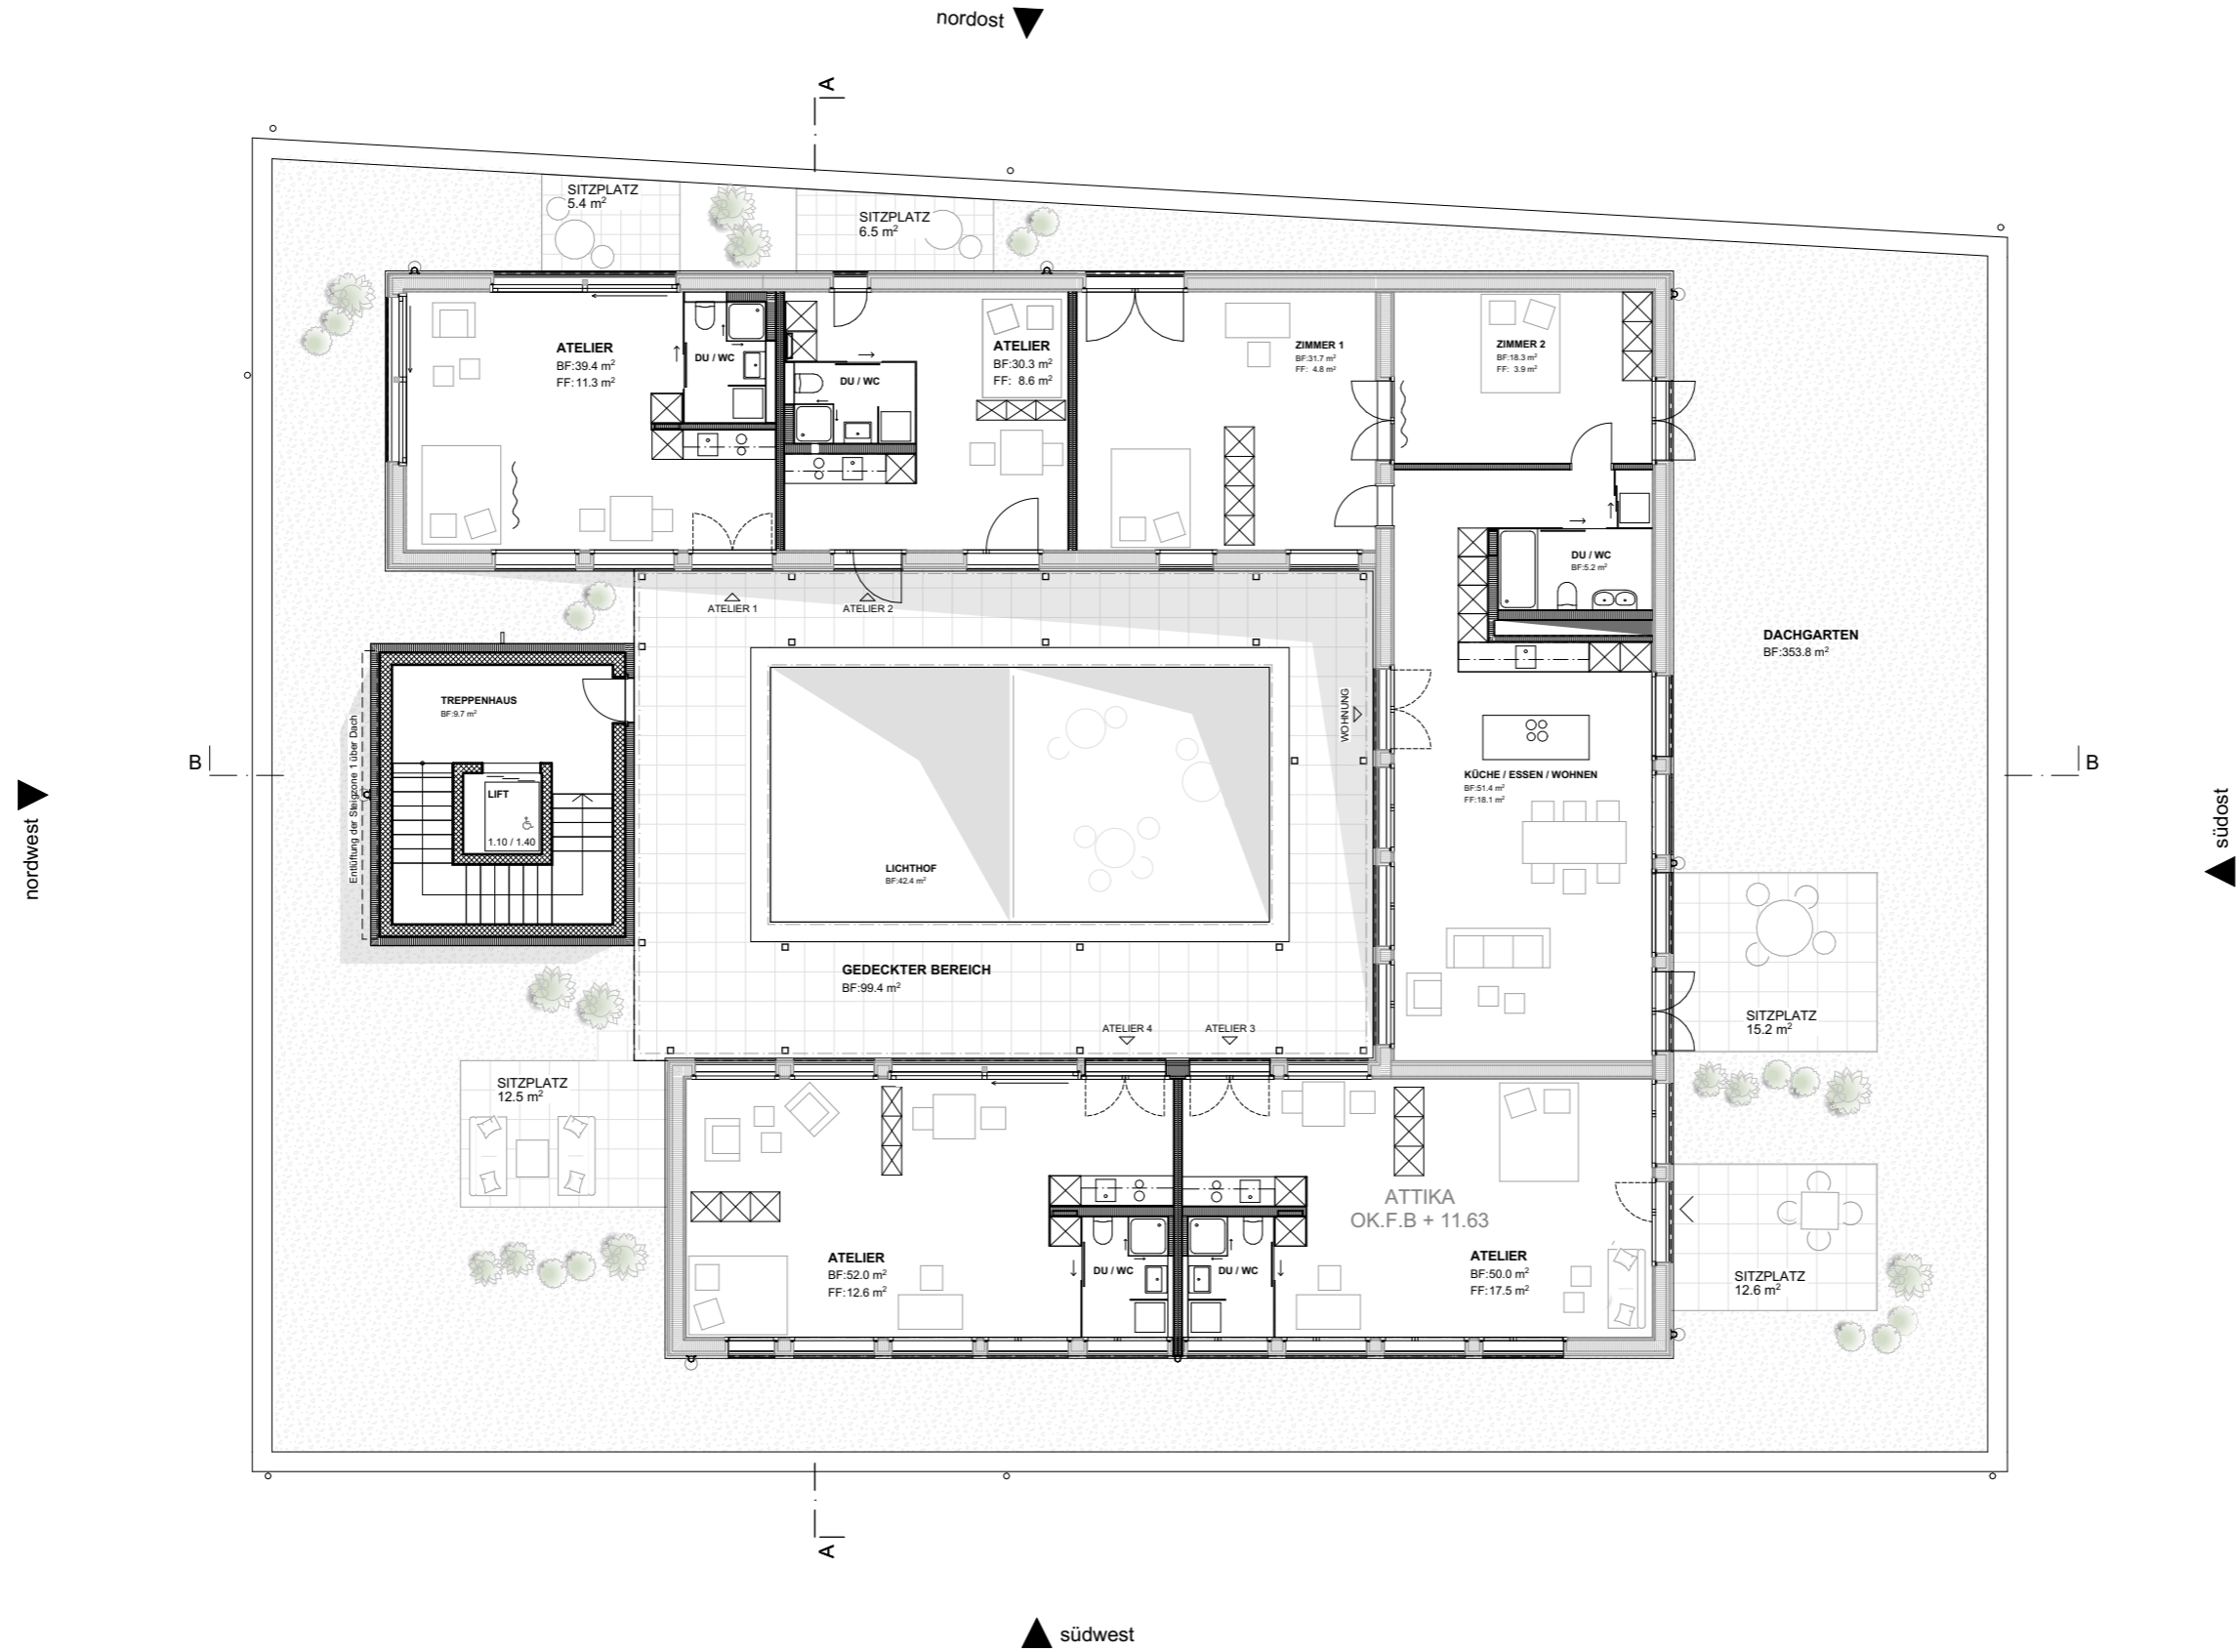 nordost
A
SITZPLATZ
5.4 m²
SITZPLATZ
6.5 m²
ATELIER
BF:39.4 m²
FF: 11.3 m²
DU / WC
DU / WC
ATELIER
BF:30.3 m²
FF: 8.6 m²
ZIMMER 1
BF:31.7 m²
FF: 4.8 m²
ZIMMER 2
BF:18.3 m²
FF: 3.9 m²
DU / WC
BF:5.2 m²
ATELIER 1
ATELIER 2
DACHGARTEN
BF:353.8 m²
TREPPENHAUS
BF:9.7 m²
WOHNUNG
Entlüftung der Steigzone 1 über Dach
B
B
LIFT
1.10 / 1.40
KÜCHE / ESSEN / WOHNEN
BF:51.4 m²
FF:18.1 m²
nordwest
südost
LICHTHOF
BF:42.4 m²
GEDECKTER BEREICH
BF:99.4 m²
SITZPLATZ
15.2 m²
ATELIER 4
ATELIER 3
SITZPLATZ
12.5 m²
ATTIKA
OK.F.B + 11.63
ATELIER
BF:52.0 m²
FF:12.6 m²
DU / WC
DU / WC
ATELIER
BF:50.0 m²
FF:17.5 m²
SITZPLATZ
12.6 m²
A
südwest